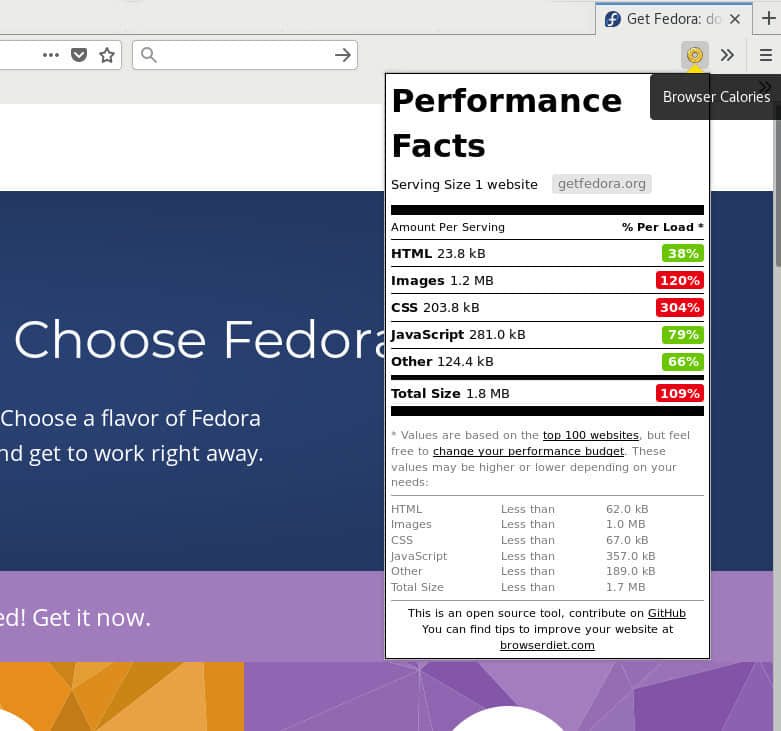 Get Fedora: do
Browser Calories
Performance
Facts
Serving Size 1 website getfedora.org
Amount Per Serving % Per Load *
HTML 23.8 kB 38%
Images 1.2 MB 120%
CSS 203.8 kB 304%
JavaScript 281.0 kB 79%
Other 124.4 kB 66%
Total Size 1.8 MB 109%
* Values are based on the top 100 websites, but feel
free to change your performance budget. These
values may be higher or lower depending on your
needs:
HTML Less than 62.0 kB
Images Less than 1.0 MB
CSS Less than 67.0 kB
JavaScript Less than 357.0 kB
Other Less than 189.0 kB
Total Size Less than 1.7 MB
This is an open source tool, contribute on GitHub
You can find tips to improve your website at
browserdiet.com
Choose Fedora
Choose a flavor of Fedora
nd get to work right away.
ed! Get it now.